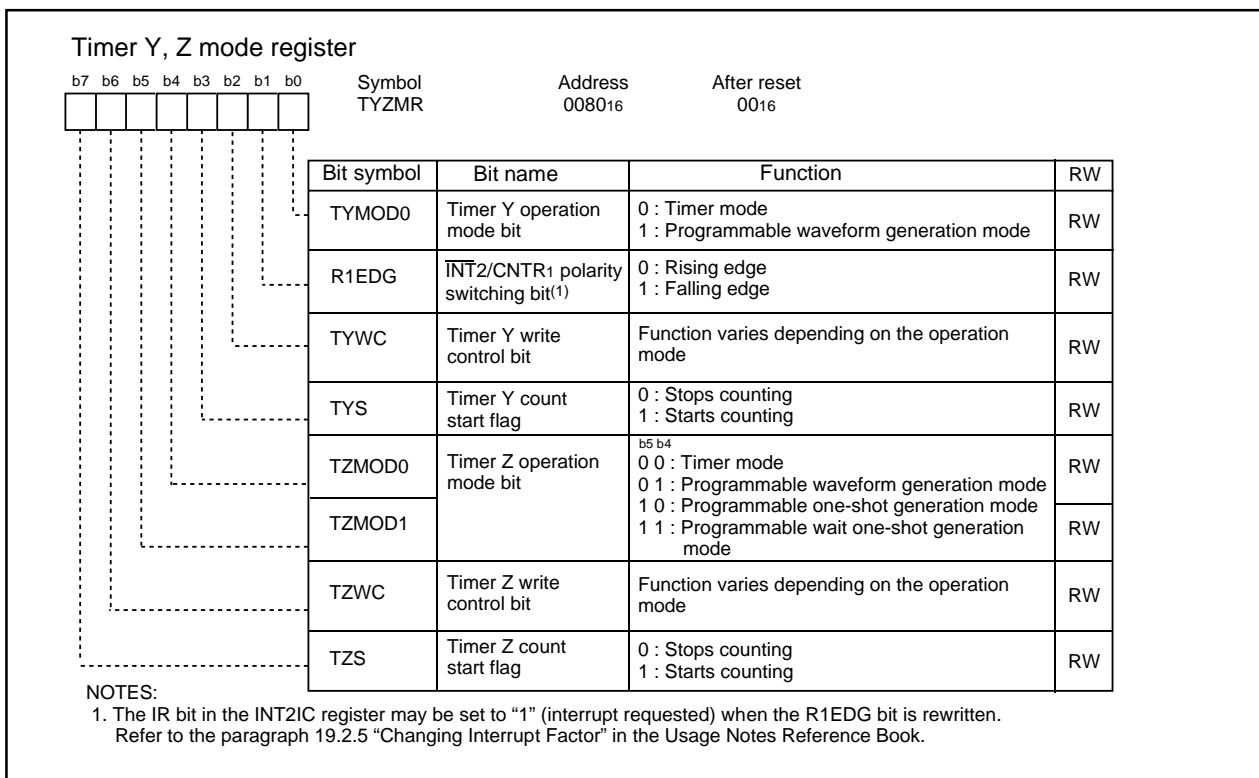 Timer Y, Z mode register
b7 b6 b5 b4 b3 b2 b1 b0
Symbol Address After reset
TYZMR 008016 0016
Bit symbol Bit name Function RW
TYMOD0 Timer Y operation mode bit 0 : Timer mode RW
1 : Programmable waveform generation mode
R1EDG INT2/CNTR1 polarity switching bit(1) 0 : Rising edge RW
1 : Falling edge
TYWC Timer Y write control bit Function varies depending on the operation mode RW
TYS Timer Y count start flag 0 : Stops counting RW
1 : Starts counting
TZMOD0 Timer Z operation mode bit b5 b4 RW
0 0 : Timer mode
0 1 : Programmable waveform generation mode
1 0 : Programmable one-shot generation mode
TZMOD1 1 1 : Programmable wait one-shot generation mode RW
TZWC Timer Z write control bit Function varies depending on the operation mode RW
TZS Timer Z count start flag 0 : Stops counting RW
1 : Starts counting
NOTES:
1. The IR bit in the INT2IC register may be set to “1” (interrupt requested) when the R1EDG bit is rewritten.
Refer to the paragraph 19.2.5 “Changing Interrupt Factor” in the Usage Notes Reference Book.